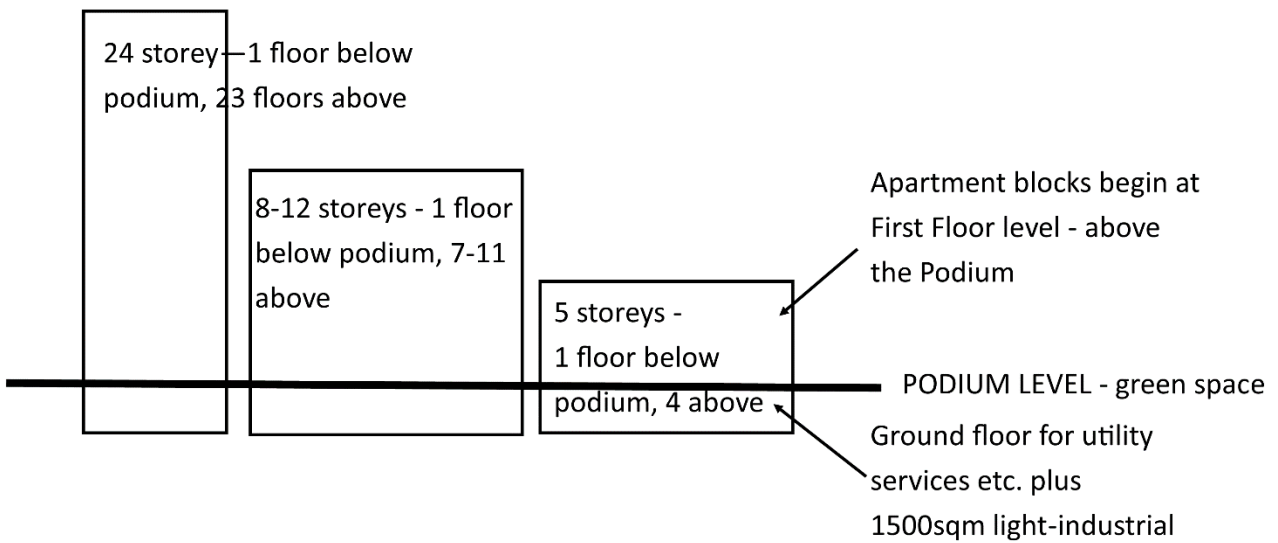 24 storey—1 floor below
podium, 23 floors above
8-12 storeys - 1 floor
below podium, 7-11
above
5 storeys -
1 floor below
podium, 4 above
Apartment blocks begin at
First Floor level - above
the Podium
PODIUM LEVEL - green space
Ground floor for utility
services etc. plus
1500sqm light-industrial